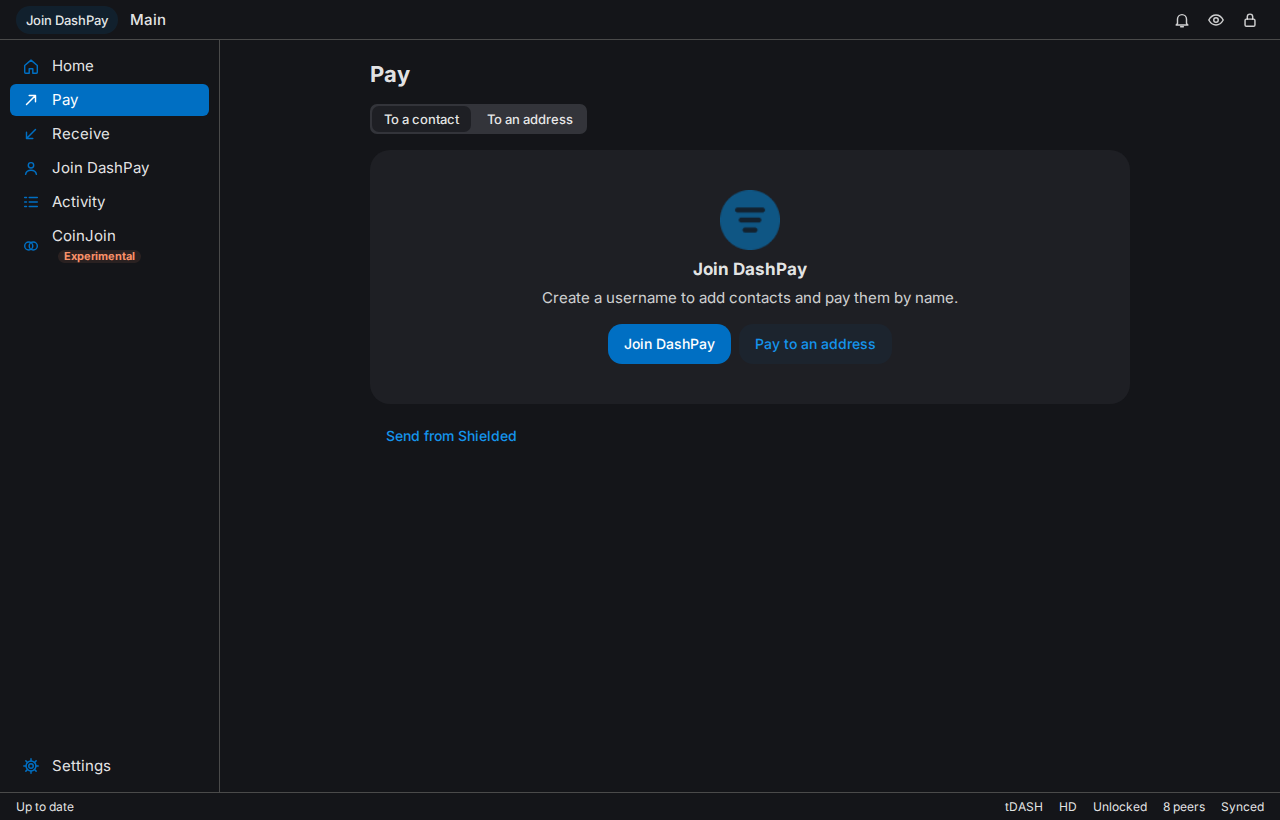 Join DashPay Main
Home
Pay
Receive
Join DashPay
Activity
CoinJoin
Experimental
Settings
Pay
To a contact To an address
Join DashPay
Create a username to add contacts and pay them by name.
Join DashPay Pay to an address
Send from Shielded
Up to date tDASH HD Unlocked 8 peers Synced